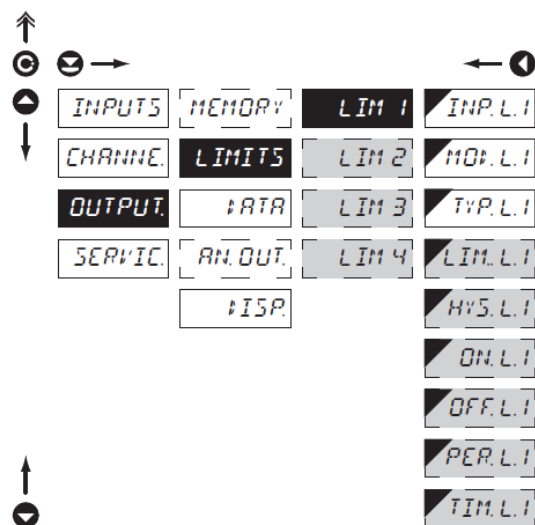 INPUTS MEMORY LIM 1 INP. L. 1
CHANNE. LIMITS LIM 2 MOD. L. 1
OUTPUT. DATA LIM 3 TYP. L. 1
SERVIC. AN. OUT. LIM 4 LIM. L. 1
DISP. HYS. L. 1
ON. L. 1
OFF. L. 1
PER. L. 1
TIM. L. 1